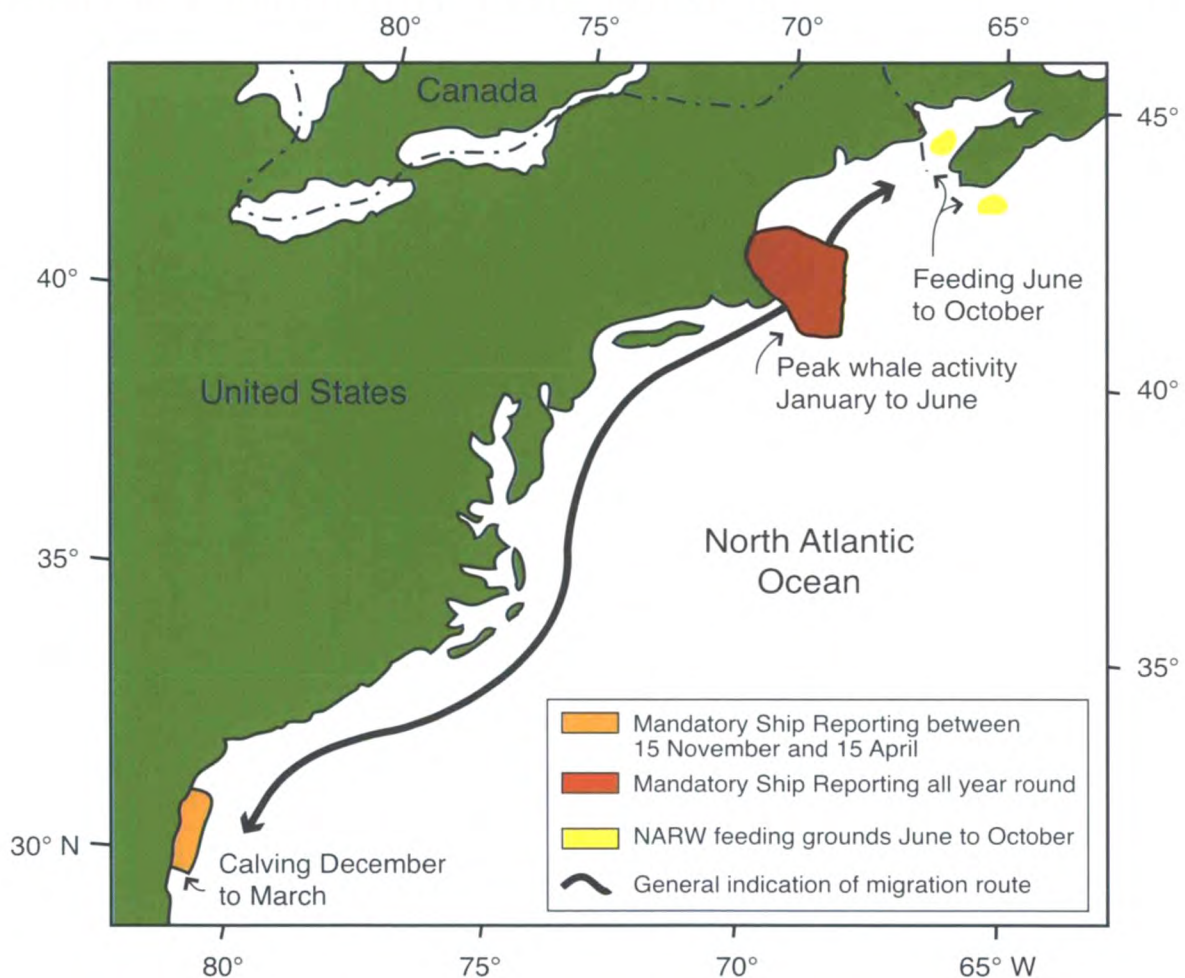 80° 75° 70° 65°
Canada
45°
40°
Feeding June
to October
Peak whale activity
January to June
United States
40°
North Atlantic
Ocean
35°
35°
Mandatory Ship Reporting between
15 November and 15 April
Mandatory Ship Reporting all year round
NARW feeding grounds June to October
General indication of migration route
30° N
Calving December
to March
80° 75° 70° 65° W